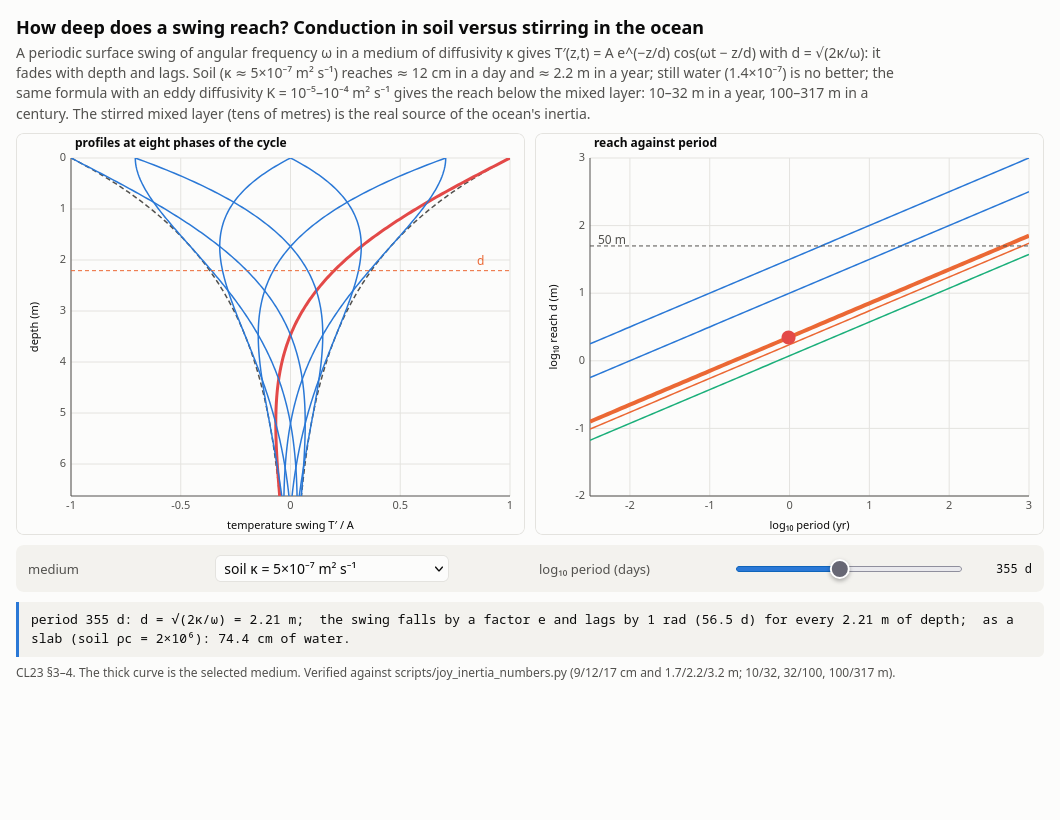 How deep does a swing reach? Conduction in soil versus stirring in the ocean
A periodic surface swing of angular frequency ω in a medium of diffusivity κ gives T′(z,t) = A e^(−z/d) cos(ωt − z/d) with d = √(2κ/ω): it
fades with depth and lags. Soil (κ ≈ 5×10⁻⁷ m² s⁻¹) reaches ≈ 12 cm in a day and ≈ 2.2 m in a year; still water (1.4×10⁻⁷) is no better; the
same formula with an eddy diffusivity K = 10⁻⁵–10⁻⁴ m² s⁻¹ gives the reach below the mixed layer: 10–32 m in a year, 100–317 m in a
century. The stirred mixed layer (tens of metres) is the real source of the ocean's inertia.
profiles at eight phases of the cycle
0
1
2
3
4
5
6
d
depth (m)
-1 -0.5 0 0.5 1
temperature swing T′ / A
reach against period
3
2
1
0
-1
-2
50 m
log₁₀ reach d (m)
-2 -1 0 1 2 3
log₁₀ period (yr)
medium soil κ = 5×10⁻⁷ m² s⁻¹ log₁₀ period (days) 355 d
period 355 d: d = √(2κ/ω) = 2.21 m; the swing falls by a factor e and lags by 1 rad (56.5 d) for every 2.21 m of depth; as a
slab (soil ρc = 2×10⁶): 74.4 cm of water.
CL23 §3–4. The thick curve is the selected medium. Verified against scripts/joy_inertia_numbers.py (9/12/17 cm and 1.7/2.2/3.2 m; 10/32, 32/100, 100/317 m).